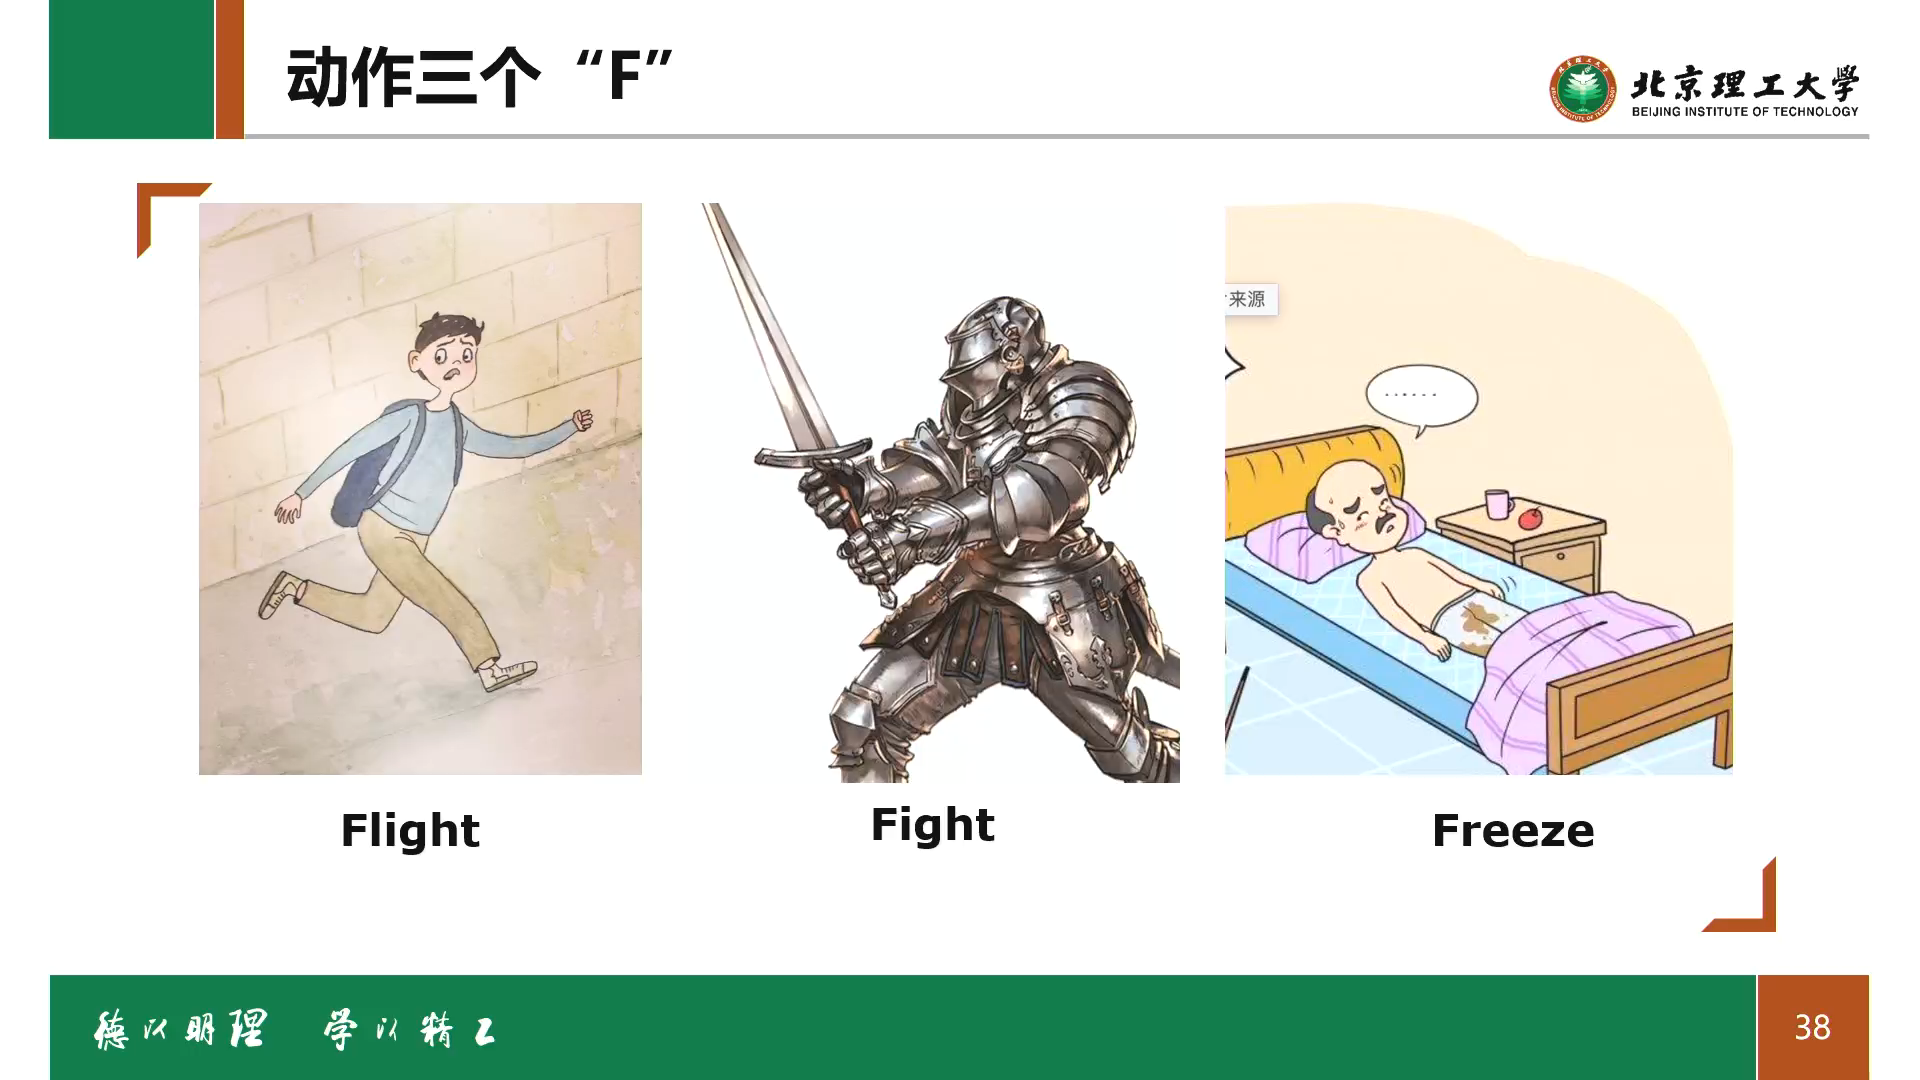 动作三个“F”
北京理工大学
BEIJING INSTITUTE OF TECHNOLOGY
来源
......
Flight
Fight
Freeze
德以明理 学以精工
38